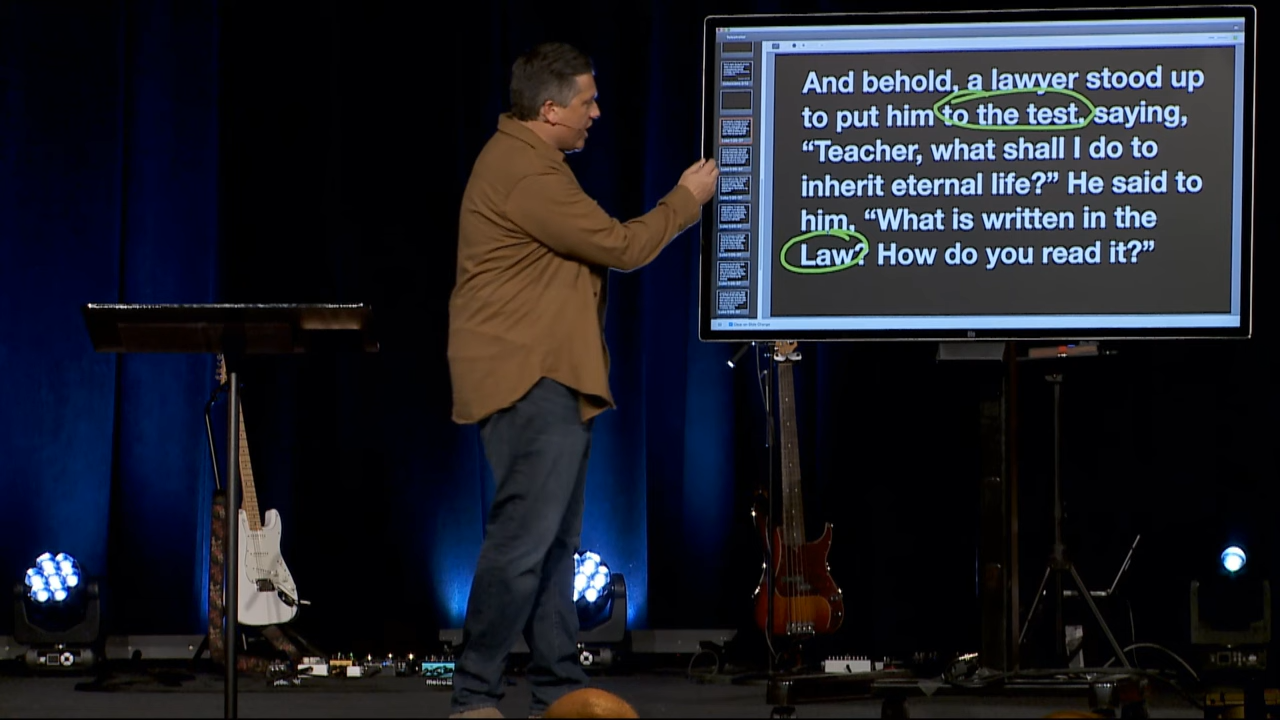 And behold, a lawyer stood up
to put him to the test, saying,
“Teacher, what shall I do to
inherit eternal life?” He said to
him, “What is written in the
Law? How do you read it?”